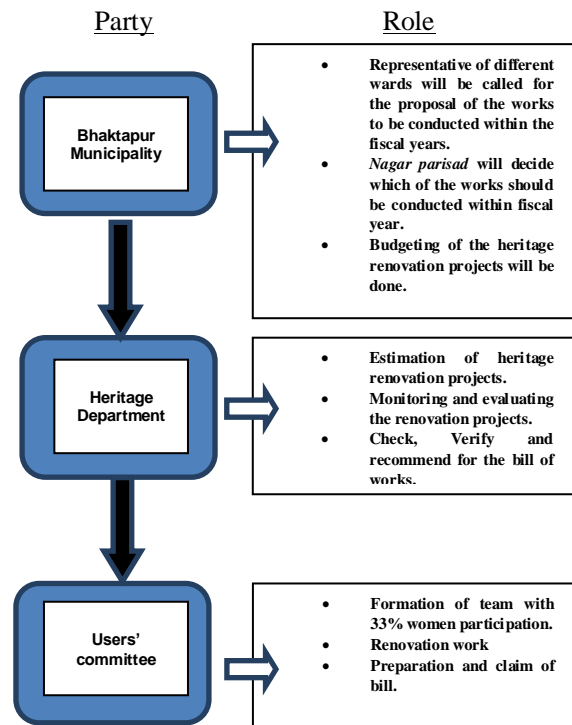 Party
Role
Bhaktapur
Municipality
• Representative of different
wards will be called for
the proposal of the works
to be conducted within the
fiscal years.
• Nagar parisad will decide
which of the works should
be conducted within fiscal
year.
• Budgeting of the heritage
renovation projects will be
done.
Heritage
Department
• Estimation of heritage
renovation projects.
• Monitoring and evaluating
the renovation projects.
• Check, Verify and
recommend for the bill of
works.
Users’
committee
• Formation of team with
33% women participation.
• Renovation work
• Preparation and claim of
bill.